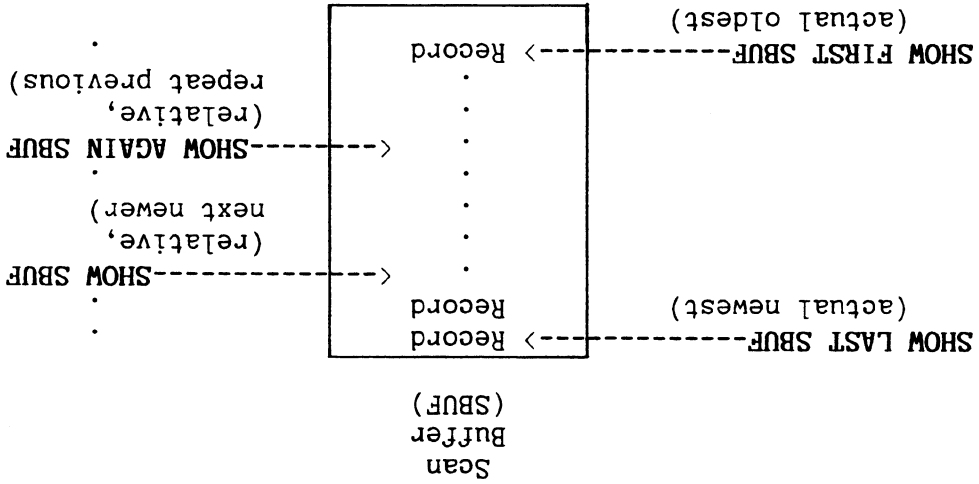 Scan
Buffer
(SBUF)
SHOW LAST SBUF-------------> Record
(actual newest) Record
<------------SHOW SBUF
(relative,
next newer)
<--------SHOW AGAIN SBUF
(relative,
repeat previous)
SHOW FIRST SBUF------------> Record
(actual oldest)